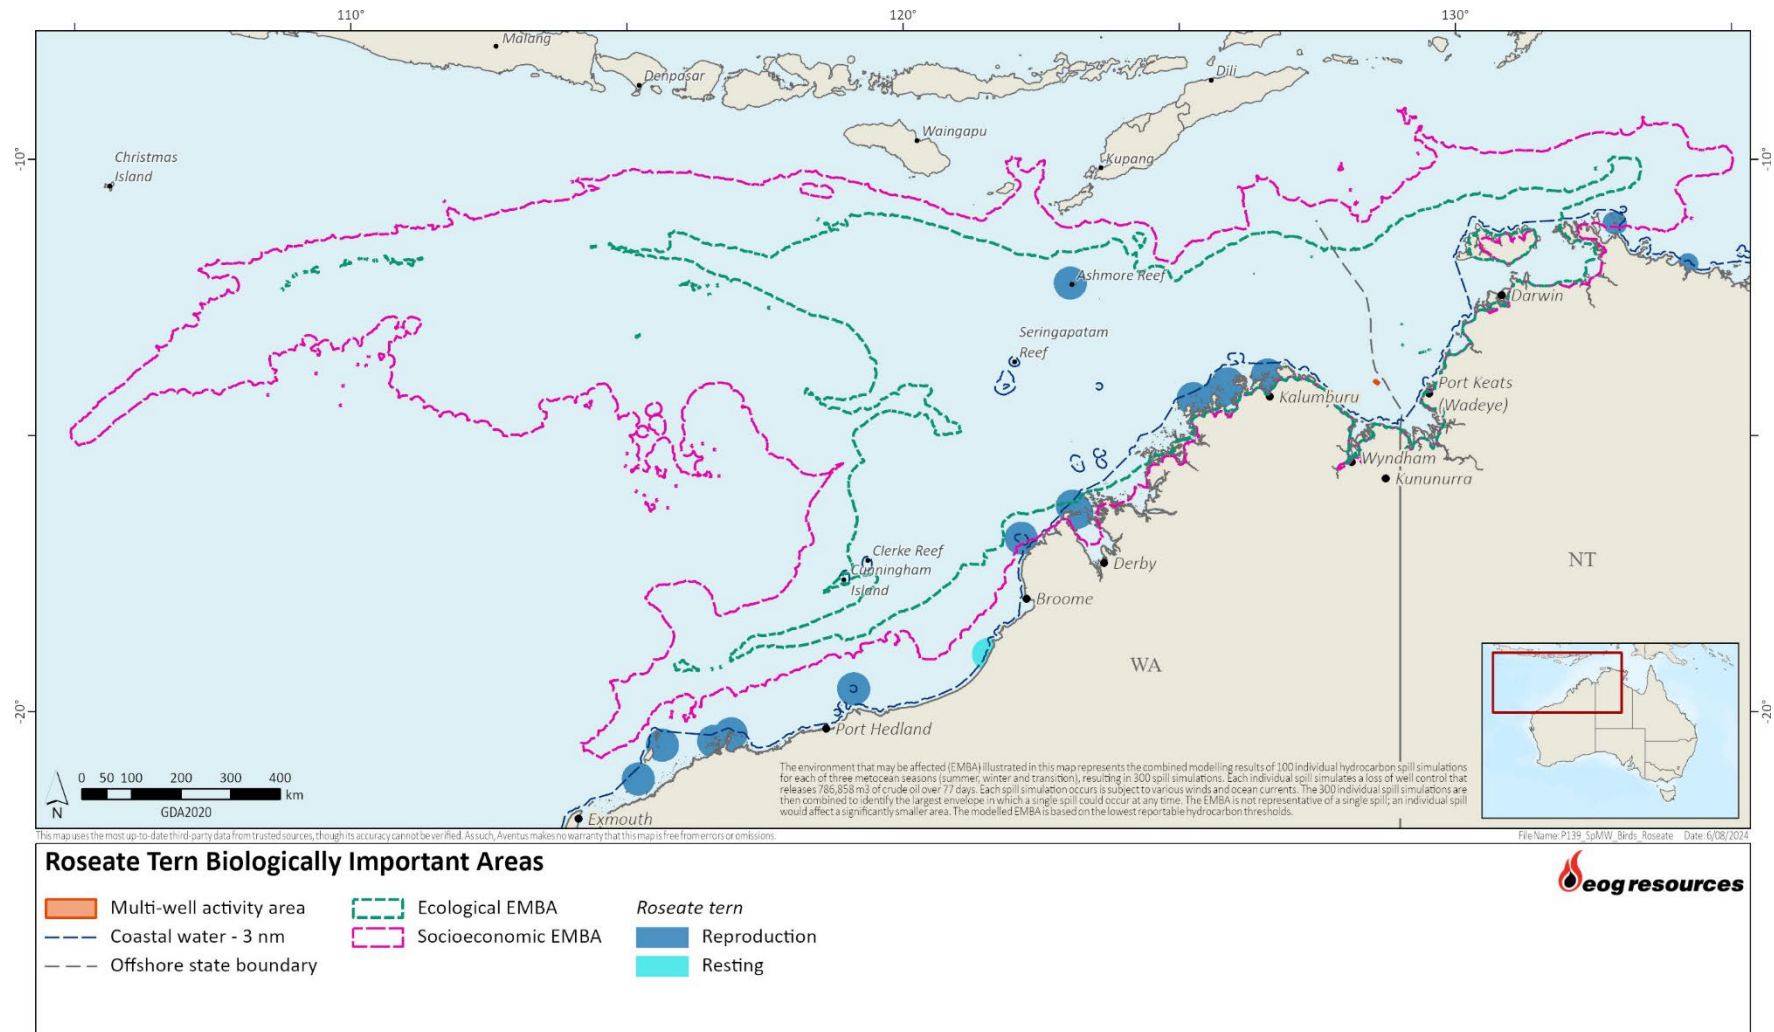 110°
120°
130°
Malang
Denpasar
Dili
Waingapu
Christmas
Island
-10°
-10°
Kupang
Ashmore Reef
Darwin
Seringapatam
Reef
Kalumburu
Port Keats
(Wadeye)
Wyndham
Kununurra
Clerke Reef
Cunningham
Island
Derby
NT
Broome
WA
-20°
-20°
Port Hedland
The environment that may be affected (EMBA) illustrated in this map represents the combined modelling results of 100 individual hydrocarbon spill simulations
for each of three metocean seasons (summer, winter and transition), resulting in 300 spill simulations. Each individual spill simulates a loss of well control that
releases 786,858 m3 of crude oil over 77 days. Each spill simulation occurs is subject to various winds and ocean currents. The 300 individual spill simulations are
then combined to identify the largest envelope in which a single spill could occur at any time. The EMBA is not representative of a single spill; an individual spill
would affect a significantly smaller area. The modelled EMBA is based on the lowest reportable hydrocarbon thresholds.
0 50 100 200 300 400
km
N
GDA2020
Exmouth
This map uses the most up-to-date third-party data from trusted sources, though its accuracy cannot be verified. As such, Aventus makes no warranty that this map is free from errors or omissions.
File Name: P139_SpMW_Birds_Roseate Date: 6/08/2024
Roseate Tern Biologically Important Areas
eog resources
Multi-well activity area
Coastal water - 3 nm
Offshore state boundary
Ecological EMBA
Socioeconomic EMBA
Roseate tern
Reproduction
Resting